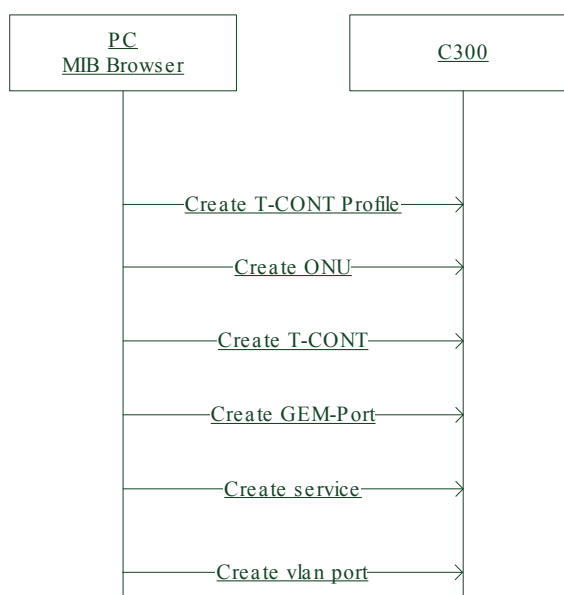 PC
MIB Browser
C300
Create T-CONT Profile
Create ONU
Create T-CONT
Create GEM-Port
Create service
Create vlan port